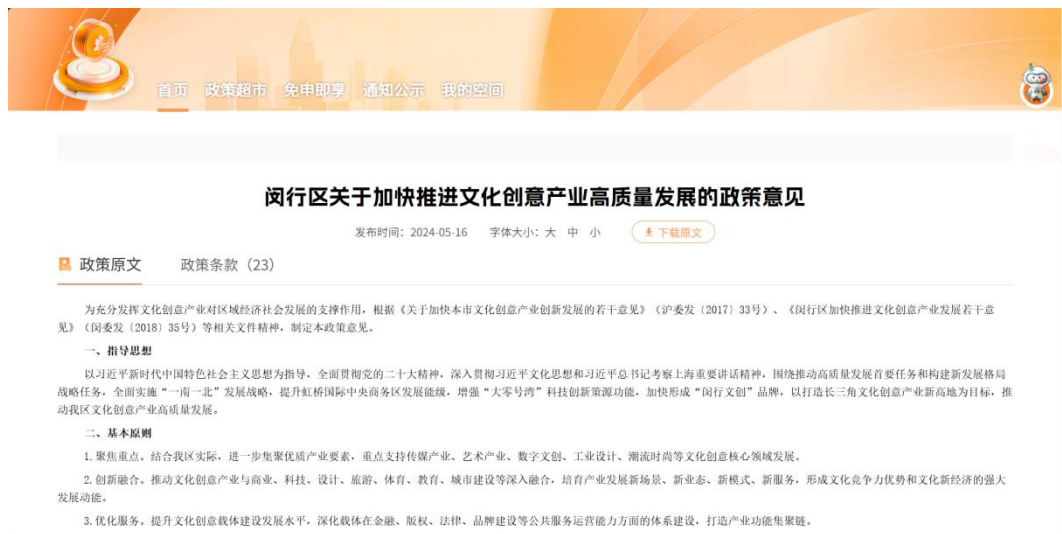 首页 政策超市 免申即享 通知公示 我的空间
闵行区关于加快推进文化创意产业高质量发展的政策意见
发布时间：2024-05-16 字体大小：大 中 小 下载原文
政策原文 政策条款（23）
为充分发挥文化创意产业对区域经济社会发展的支撑作用，根据《关于加快本市文化创意产业创新发展的若干意见》（沪委发〔2017〕33号）、《闵行区加快推进文化创意产业发展若干意
见》（闵委发〔2018〕35号）等相关文件精神，制定本政策意见。
一、指导思想
以习近平新时代中国特色社会主义思想为指导，全面贯彻党的二十大精神，深入贯彻习近平文化思想和习近平总书记考察上海重要讲话精神，围绕推动高质量发展首要任务和构建新发展格局
战略任务，全面实施“一南一北”发展战略，提升虹桥国际中央商务区发展能级，增强“大零号湾”科技创新策源功能，加快形成“闵行文创”品牌，以打造长三角文化创意产业新高地为目标，推
动我区文化创意产业高质量发展。
二、基本原则
1.聚焦重点。结合我区实际，进一步集聚优质产业要素，重点支持传媒产业、艺术产业、数字文创、工业设计、潮流时尚等文化创意核心领域发展。
2.创新融合。推动文化创意产业与商业、科技、设计、旅游、体育、教育、城市建设等深入融合，培育产业发展新场景、新业态、新模式、新服务，形成文化竞争力优势和文化新经济的强大
发展动能。
3.优化服务。提升文化创意载体建设发展水平，深化载体在金融、版权、法律、品牌建设等公共服务运营能力方面的体系建设，打造产业功能集聚链。